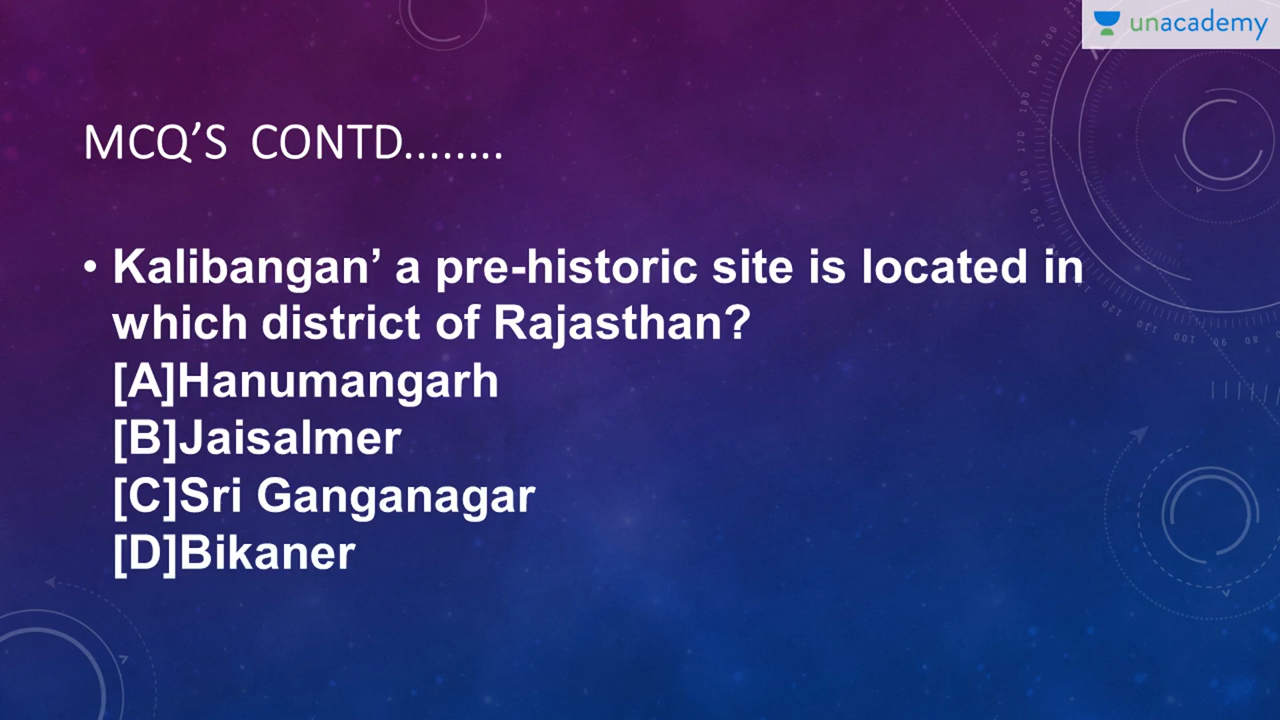 unacademy
MCQ’S CONTD........
• Kalibangan’ a pre-historic site is located in
which district of Rajasthan?
[A]Hanumangarh
[B]Jaisalmer
[C]Sri Ganganagar
[D]Bikaner